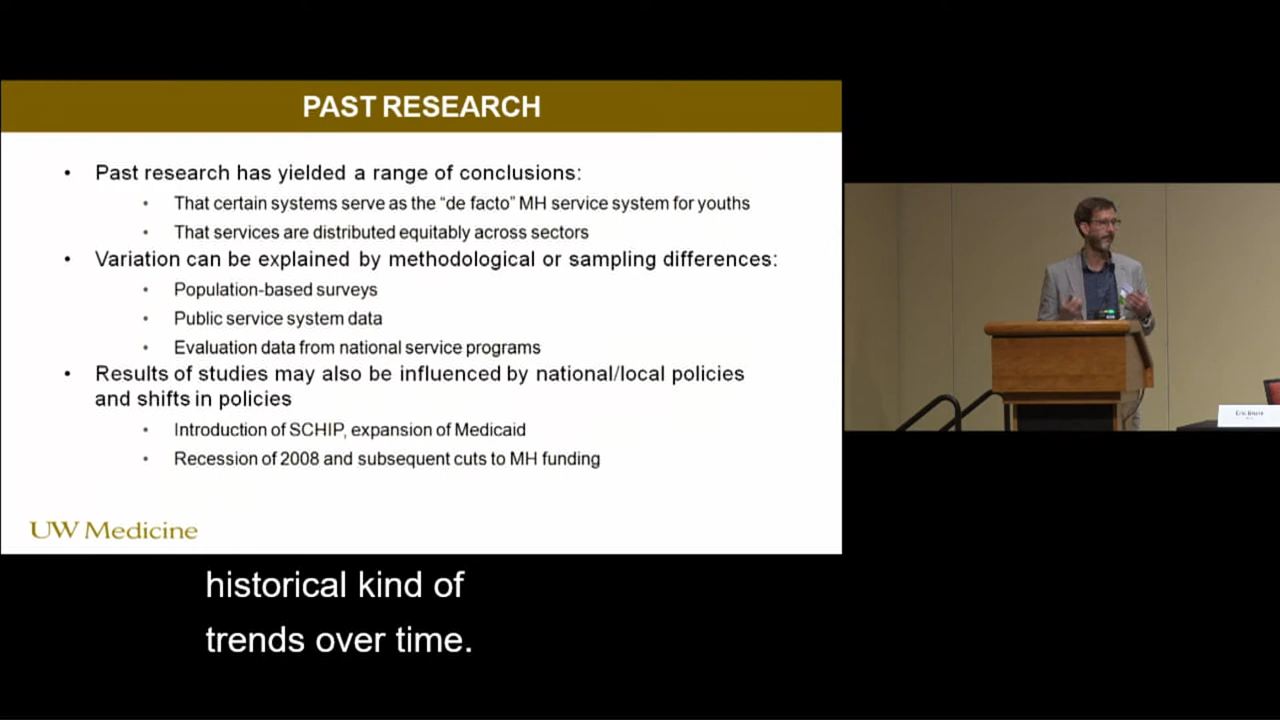 PAST RESEARCH
• Past research has yielded a range of conclusions:
• That certain systems serve as the “de facto” MH service system for youths
• That services are distributed equitably across sectors
• Variation can be explained by methodological or sampling differences:
• Population-based surveys
• Public service system data
• Evaluation data from national service programs
• Results of studies may also be influenced by national/local policies
and shifts in policies
• Introduction of SCHIP, expansion of Medicaid
• Recession of 2008 and subsequent cuts to MH funding
UW Medicine
historical kind of
trends over time.